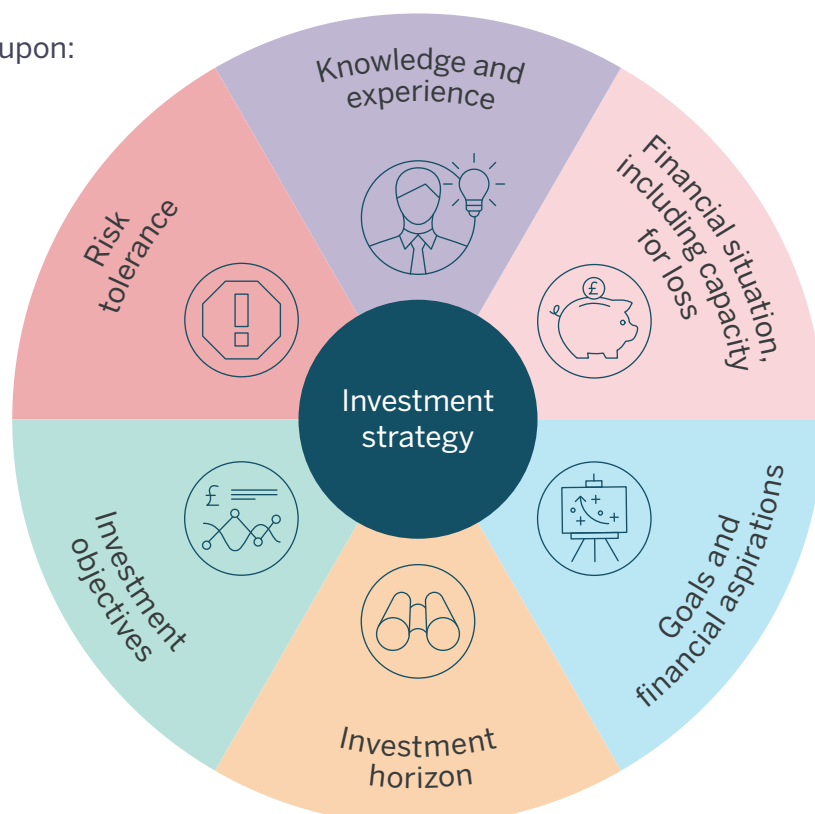 upon:
Knowledge and
experience
Financial situation,
including capacity
for loss
£
Goals and
financial aspirations
Investment
horizon
Investment
objectives
£
Risk
tolerance
!
Investment
strategy